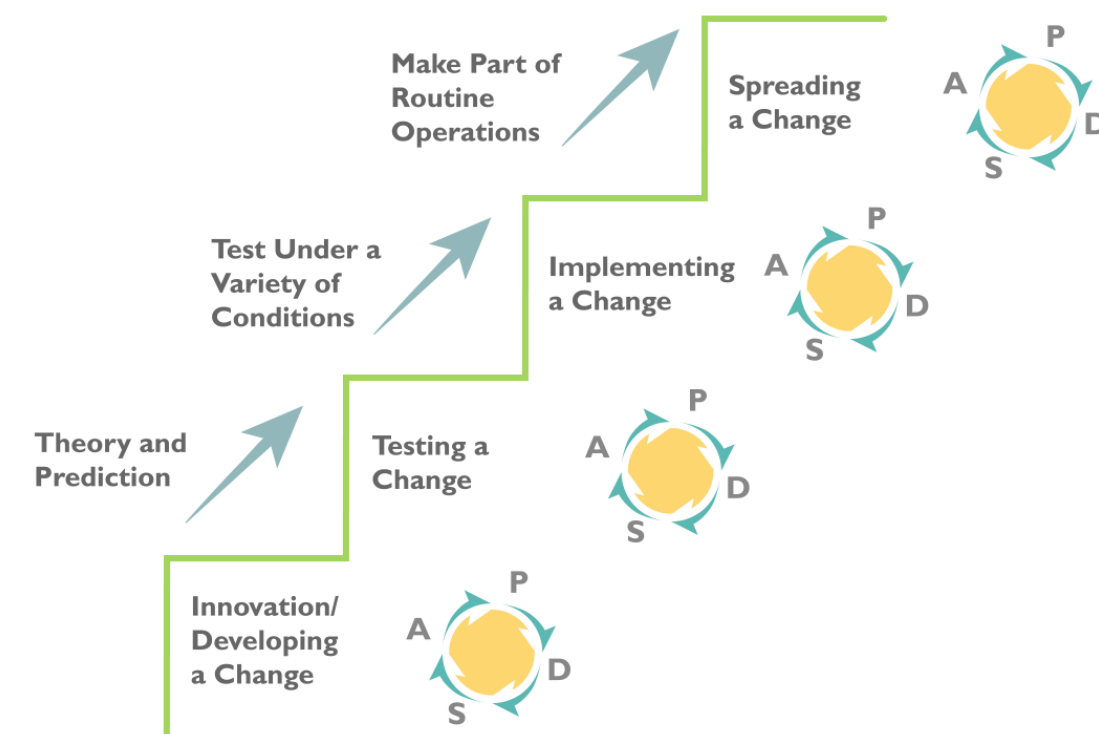 Make Part of
Routine
Operations
Spreading
a Change
P
A
D
S
Test Under a
Variety of
Conditions
Implementing
a Change
P
A
D
S
Theory and
Prediction
Testing a
Change
P
A
D
S
Innovation/
Developing
a Change
P
A
D
S